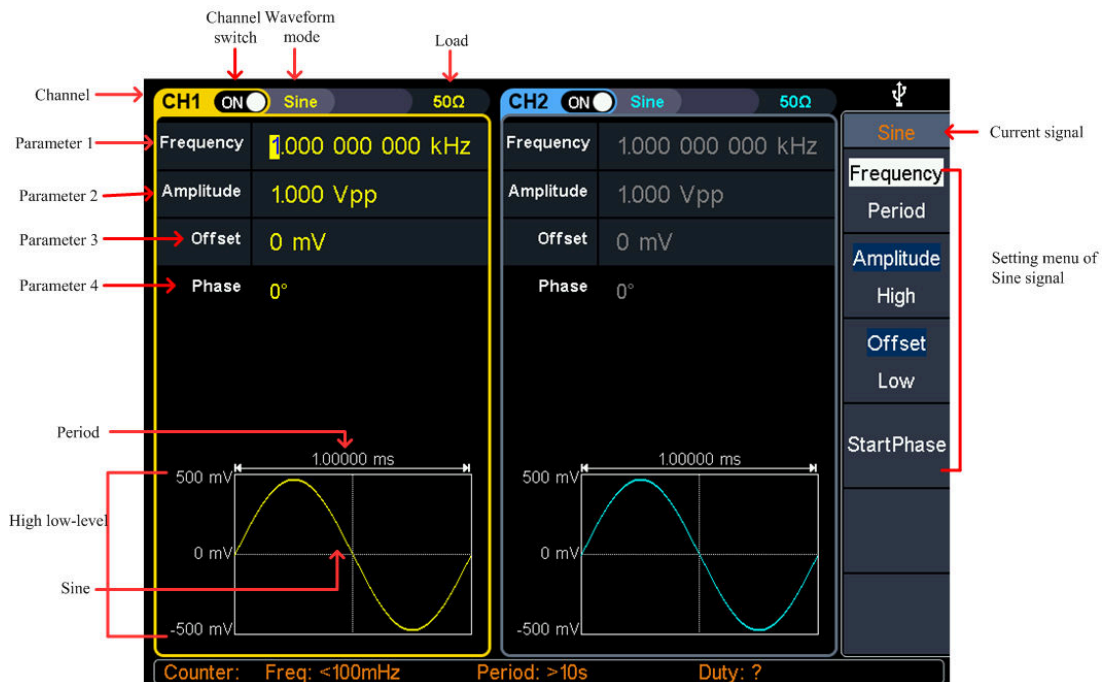 Channel switch
Waveform mode
Load
Channel
CH1 ON Sine 50Ω
CH2 ON Sine 50Ω
Sine
Current signal
Parameter 1
Frequency 1.000 000 000 kHz
Frequency 1.000 000 000 kHz
Frequency
Period
Parameter 2
Amplitude 1.000 Vpp
Amplitude 1.000 Vpp
Parameter 3
Offset 0 mV
Offset 0 mV
Amplitude
High
Setting menu of
Sine signal
Parameter 4
Phase 0°
Phase 0°
Offset
Low
StartPhase
Period
1.00000 ms
1.00000 ms
500 mV
500 mV
High low-level
0 mV
0 mV
Sine
-500 mV
-500 mV
Counter: Freq: <100mHz Period: >10s Duty: ?